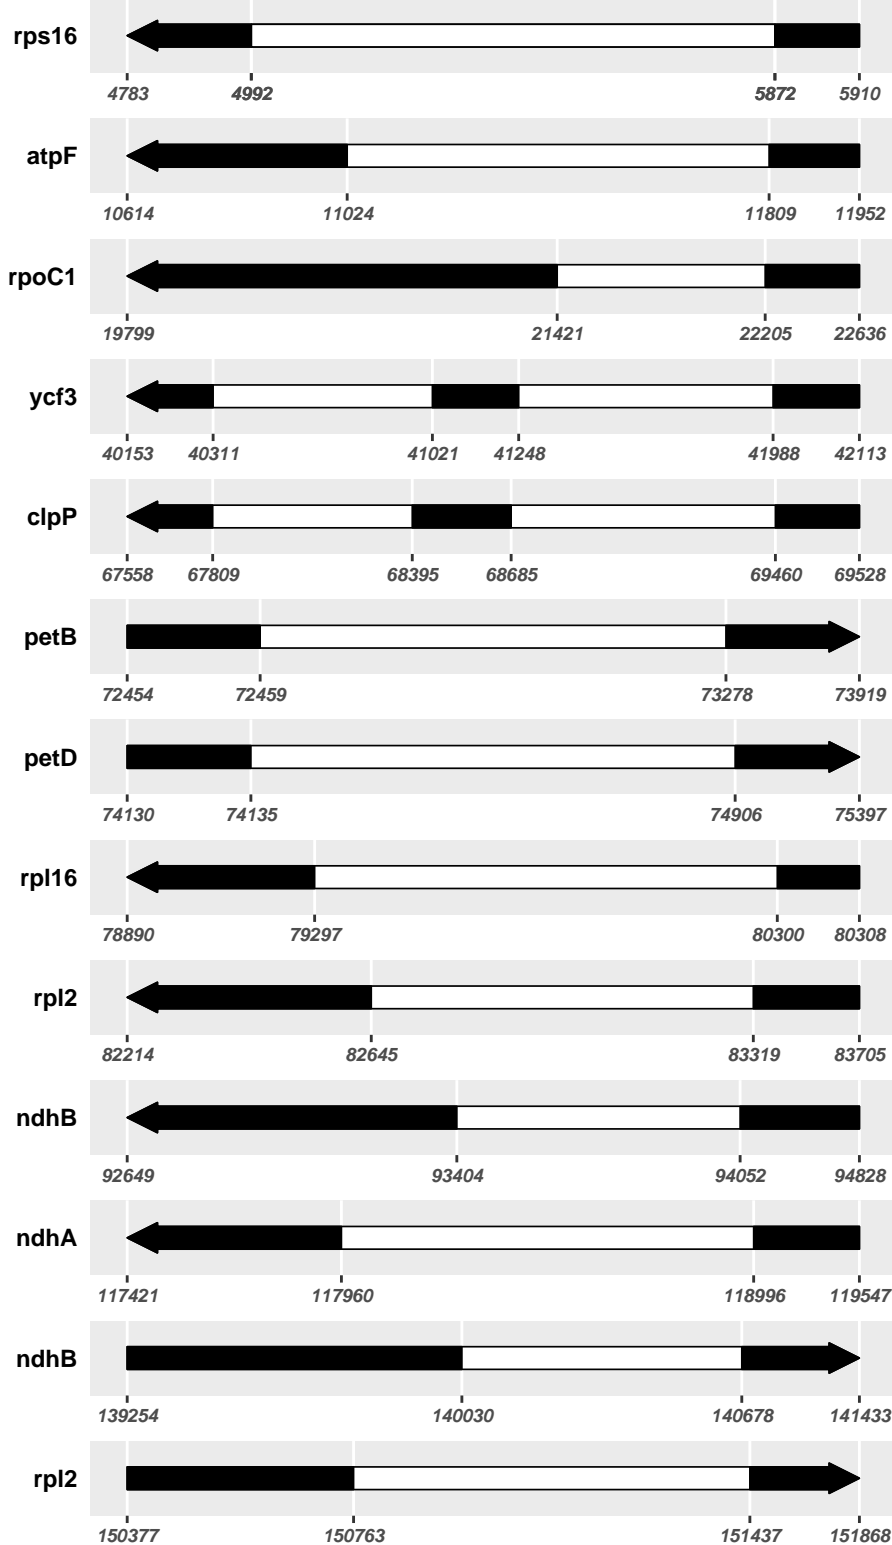 rps16
4783 4992 5872 5910
atpF
10614 11024 11809 11952
rpoC1
19799 21421 22205 22636
ycf3
40153 40311 41021 41248 41988 42113
clpP
67558 67809 68395 68685 69460 69528
petB
72454 72459 73278 73919
petD
74130 74135 74906 75397
rpl16
78890 79297 80300 80308
rpl2
82214 82645 83319 83705
ndhB
92649 93404 94052 94828
ndhA
117421 117960 118996 119547
ndhB
139254 140030 140678 141433
rpl2
150377 150763 151437 151868